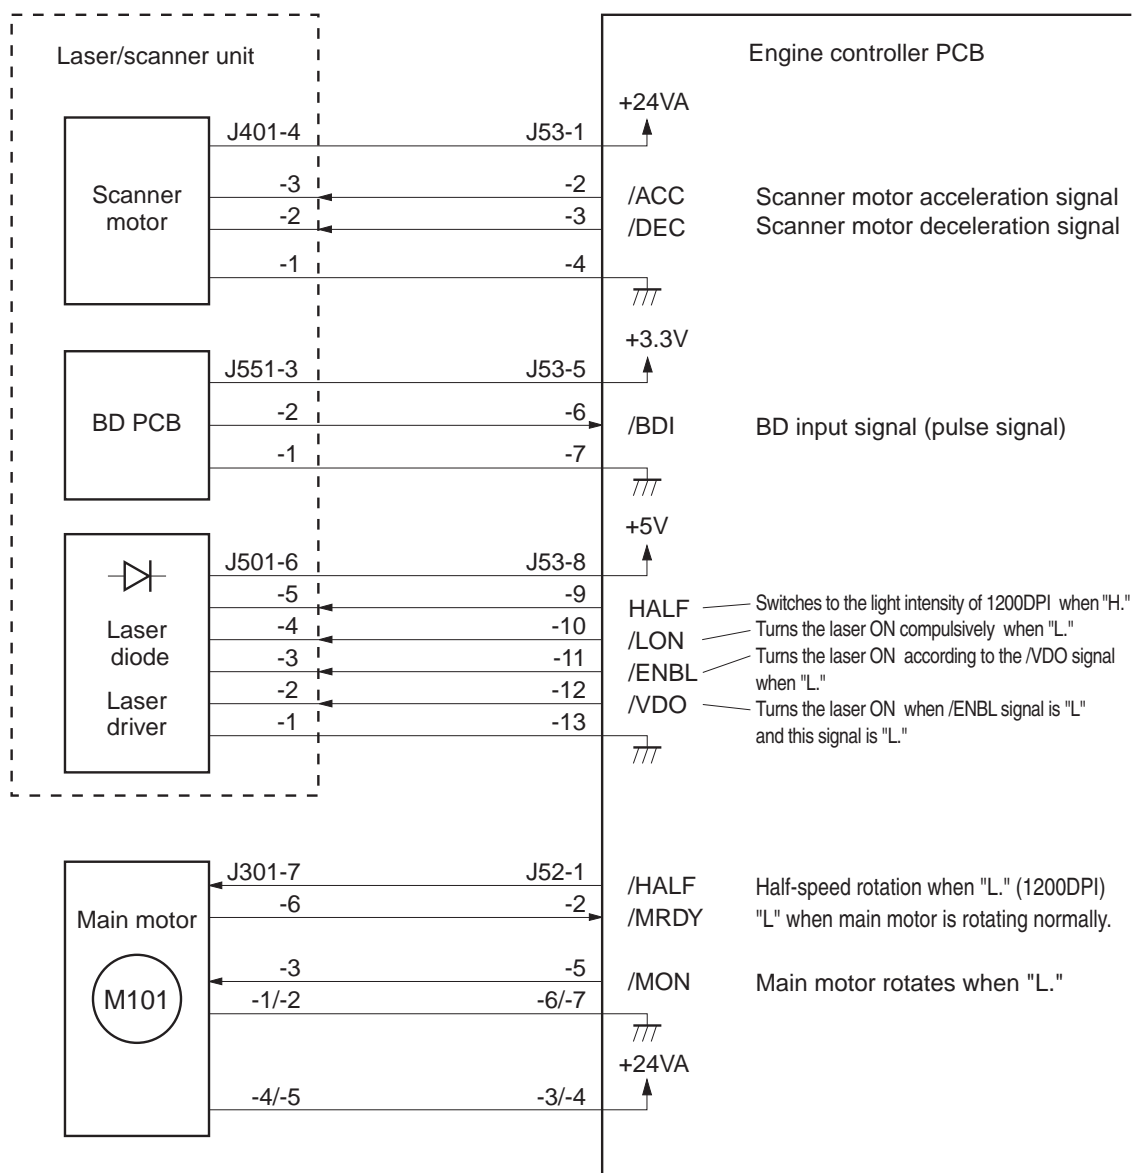 Laser/scanner unit
Engine controller PCB
+24VA
J401-4 J53-1
Scanner motor
-3 -2 /ACC Scanner motor acceleration signal
-2 -3 /DEC Scanner motor deceleration signal
-1 -4
+3.3V
J551-3 J53-5
BD PCB
-2 -6 /BDI BD input signal (pulse signal)
-1 -7
+5V
J501-6 J53-8
-5 -9 HALF Switches to the light intensity of 1200DPI when "H."
Laser diode
-4 -10 /LON Turns the laser ON compulsively when "L."
-3 -11 /ENBL Turns the laser ON according to the /VDO signal
when "L."
Laser driver
-2 -12 /VDO Turns the laser ON when /ENBL signal is "L"
and this signal is "L."
-1 -13
J301-7 J52-1 /HALF Half-speed rotation when "L." (1200DPI)
Main motor
-6 -2 /MRDY "L" when main motor is rotating normally.
-3 -5 /MON Main motor rotates when "L."
M101
-1/-2 -6/-7
+24VA
-4/-5 -3/-4